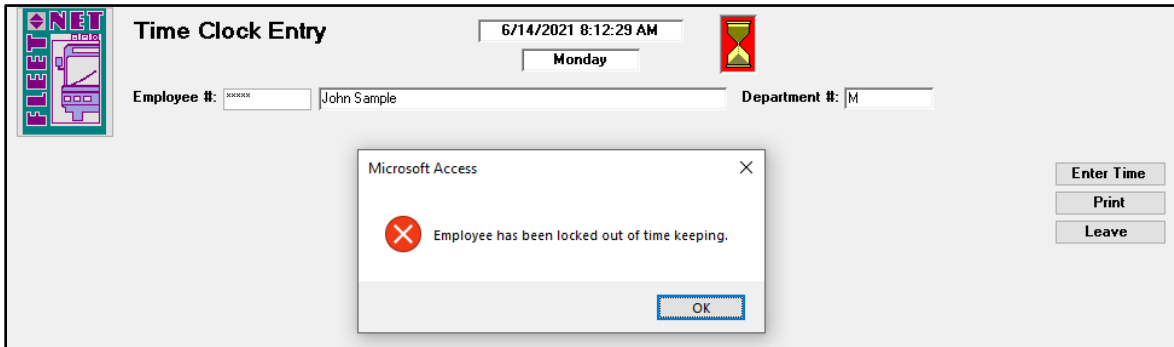 FLEET NET
Time Clock Entry
6/14/2021 8:12:29 AM
Monday
Employee #: ***** John Sample Department #: M
Microsoft Access
Employee has been locked out of time keeping.
OK
Enter Time
Print
Leave